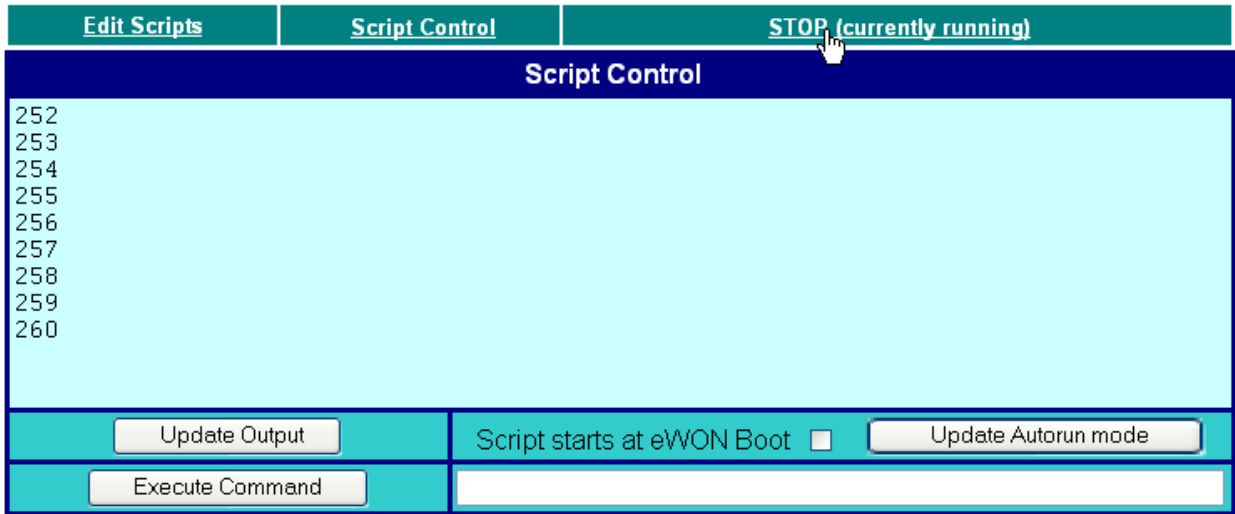 Edit Scripts Script Control STOP (currently running)
Script Control
252
253
254
255
256
257
258
259
260
Update Output Script starts at eWON Boot Update Autorun mode
Execute Command